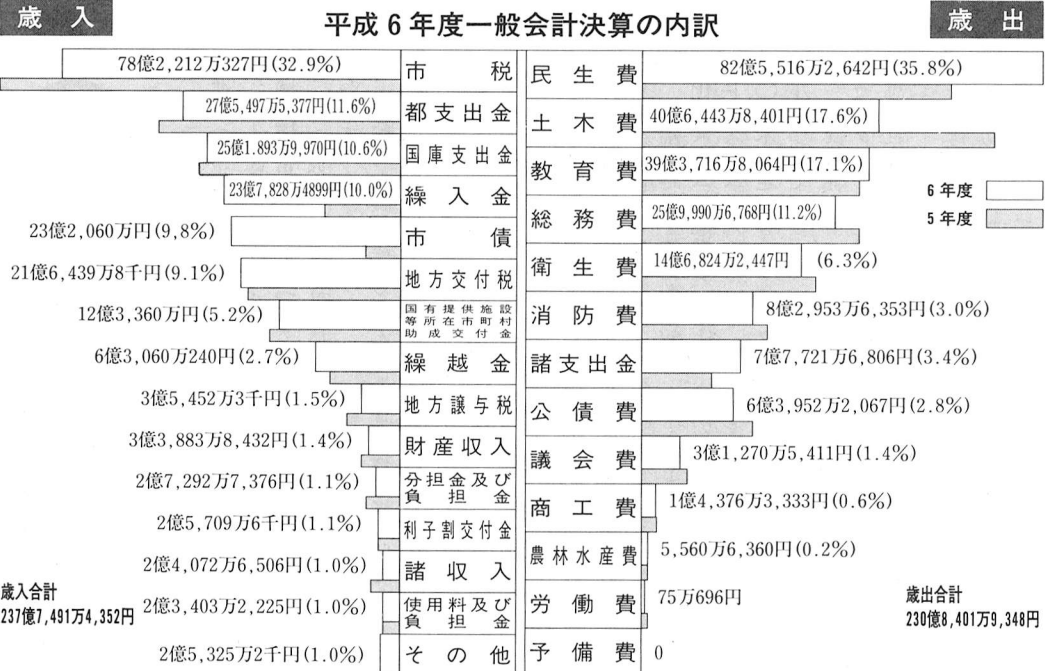 歳入
平成6年度一般会計決算の内訳
歳出
78億2,212万327円(32.9%)
市税
27億5,497万5,377円(11.6%)
都支出金
25億1.893万9,970円(10.6%)
国庫支出金
23億7,828万4899円(10.0%)
繰入金
23億2,060万円(9,8%)
市債
21億6,439万8千円(9.1%)
地方交付税
12億3,360万円(5.2%)
国有提供施設
等所在市町村
助成交付金
6億3,060万240円(2.7%)
繰越金
3億5,452万3千円(1.5%)
地方譲与税
3億3,883万8,432円(1.4%)
財産収入
2億7,292万7,376円(1.1%)
分担金及び
負担金
2億5,709万6千円(1.1%)
利子割交付金
2億4,072万6,506円(1.0%)
諸収入
2億3,403万2,225円(1.0%)
使用料及び
負担金
2億5,325万2千円(1.0%)
その他
歳入合計
237億7,491万4,352円
民生費
82億5,516万2,642円(35.8%)
土木費
40億6,443万8,401円(17.6%)
教育費
39億3,716万8,064円(17.1%)
総務費
25億9,990万6,768円(11.2%)
衛生費
14億6,824万2,447円 (6.3%)
消防費
8億2,953万6,353円(3.0%)
諸支出金
7億7,721万6,806円(3.4%)
公債費
6億3,952万2,067円(2.8%)
議会費
3億1,270万5,411円(1.4%)
商工費
1億4,376万3,333円(0.6%)
農林水産費
5,560万6,360円(0.2%)
労働費
75万696円
予備費
0
6年度
5年度
歳出合計
230億8,401万9,348円